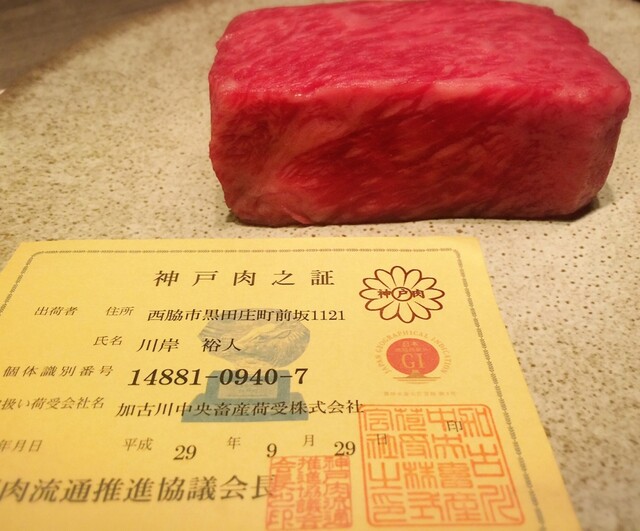 神戸肉之証
神戸肉
出荷者 住所 西脇市黒田庄町前坂1121
氏名 川岸 裕人
個体識別番号 14881-0940-7
扱い荷受会社名 加古川中央畜産荷受株式会社
年月日 平成 29 年 9 月 29 日 印
肉流通推進協議会長
GI